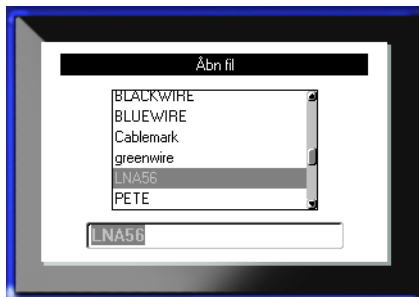 Åbn fil
BLACKWIRE
BLUEWIRE
Cablemark
greenwire
LNA56
PETE
LNA56